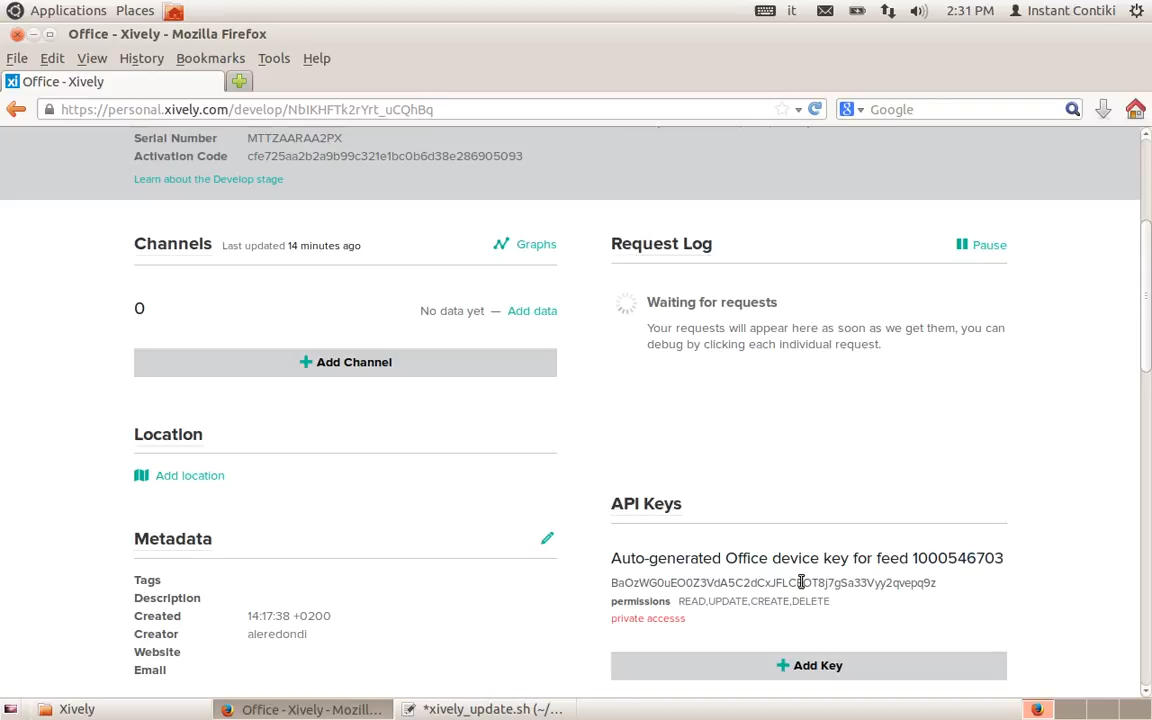 Applications Places it 2:31 PM Instant Contiki
Office - Xively - Mozilla Firefox
File Edit View History Bookmarks Tools Help
xi Office - Xively
https://personal.xively.com/develop/NbIKHFTk2rYrt_uCQhBq Google
Serial Number MTTZAARAA2PX
Activation Code cfe725aa2b2a9b99c321e1bc0b6d38e286905093
Learn about the Develop stage
Channels Last updated 14 minutes ago Graphs
0 No data yet — Add data
Add Channel
Location
Add location
Metadata
Tags
Description
Created 14:17:38 +0200
Creator aleredondi
Website
Email
Request Log Pause
Waiting for requests
Your requests will appear here as soon as we get them, you can
debug by clicking each individual request.
API Keys
Auto-generated Office device key for feed 1000546703
permissions READ,UPDATE,CREATE,DELETE
private accesss
Add Key
Xively Office - Xively - Mozill... *xively_update.sh (~/...